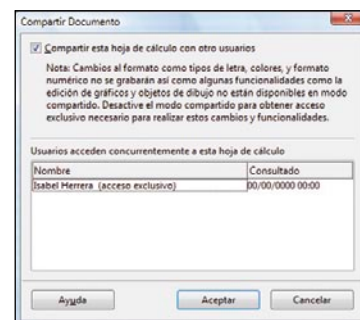 Compartir Documento
Compartir esta hoja de cálculo con otro usuarios
Nota: Cambios al formato como tipos de letra, colores, y formato
numérico no se grabarán así como algunas funcionalidades como la
edición de gráficos y objetos de dibujo no están disponibles en modo
compartido. Desactive el modo compartido para obtener acceso
exclusivo necesario para realizar estos cambios y funcionalidades.
Usuarios acceden concurrentemente a esta hoja de cálculo
Nombre Consultado
Isabel Herrera (acceso exclusivo) 00/00/0000 00:00
Ayuda Aceptar Cancelar